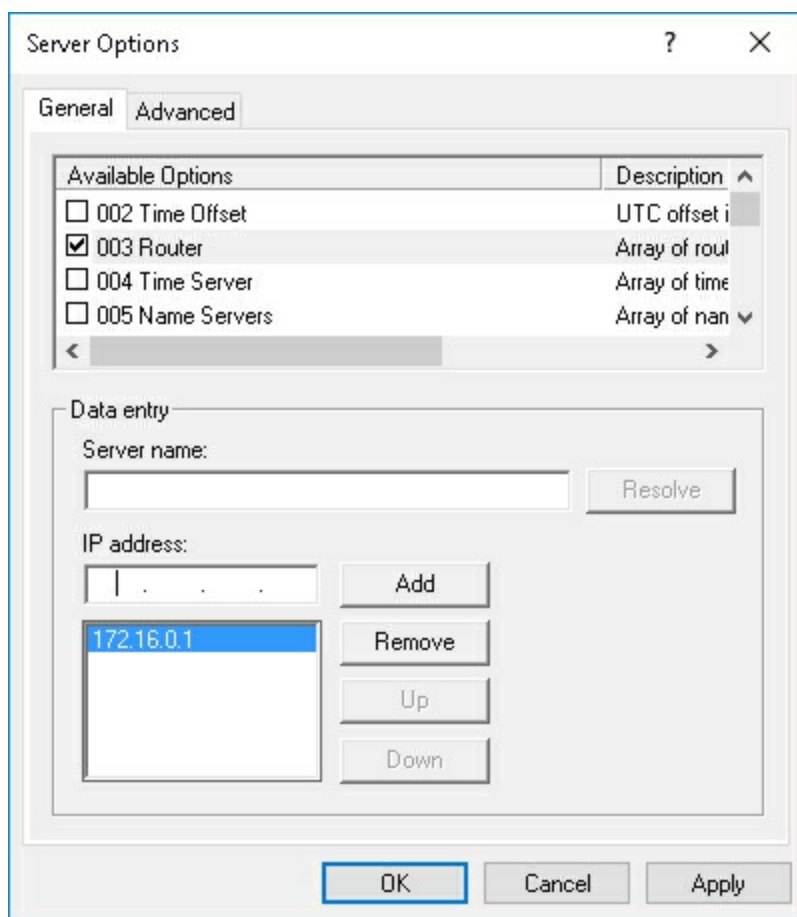 Server Options
General Advanced
Available Options Description
002 Time Offset UTC offset i
003 Router Array of rout
004 Time Server Array of time
005 Name Servers Array of nan
Data entry
Server name:
Resolve
IP address:
. . . Add
172.16.0.1 Remove
Up
Down
OK Cancel Apply